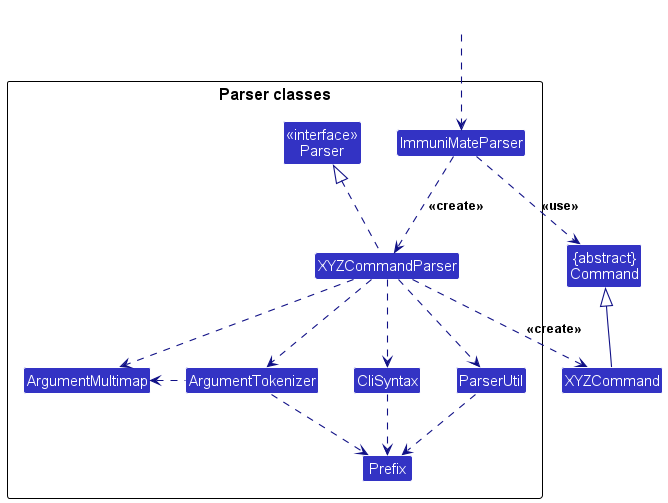 Parser classes
«interface»
Parser
ImmuniMateParser
«create»
«use»
{abstract}
Command
XYZCommandParser
«create»
ArgumentMultimap
ArgumentTokenizer
CliSyntax
ParserUtil
XYZCommand
Prefix